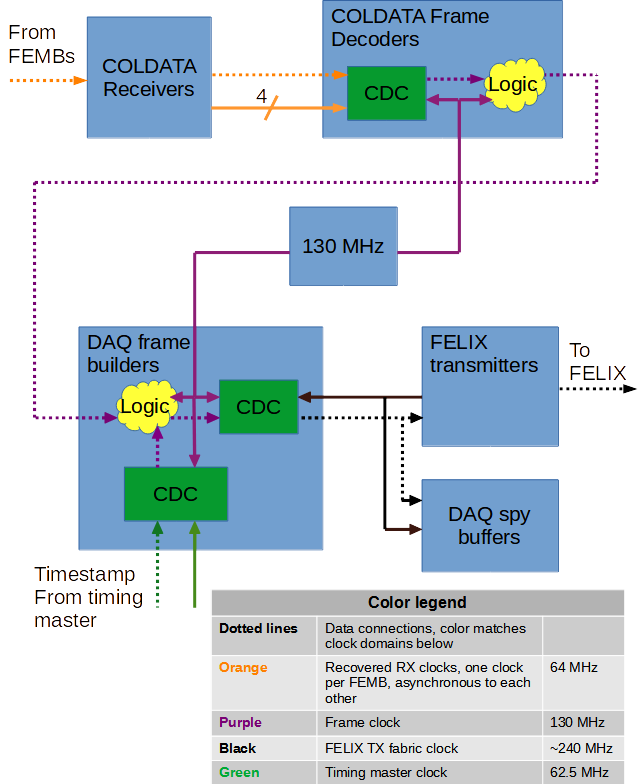 From
FEMBs
COLDATA
Receivers
4
COLDATA Frame
Decoders
CDC
Logic
130 MHz
DAQ frame
builders
Logic
CDC
CDC
FELIX
transmitters
To
FELIX
DAQ spy
buffers
Timestamp
From timing
master
Color legend
Dotted lines Data connections, color matches
clock domains below
Orange Recovered RX clocks, one clock 64 MHz
per FEMB, asynchronous to each
other
Purple Frame clock 130 MHz
Black FELIX TX fabric clock ~240 MHz
Green Timing master clock 62.5 MHz